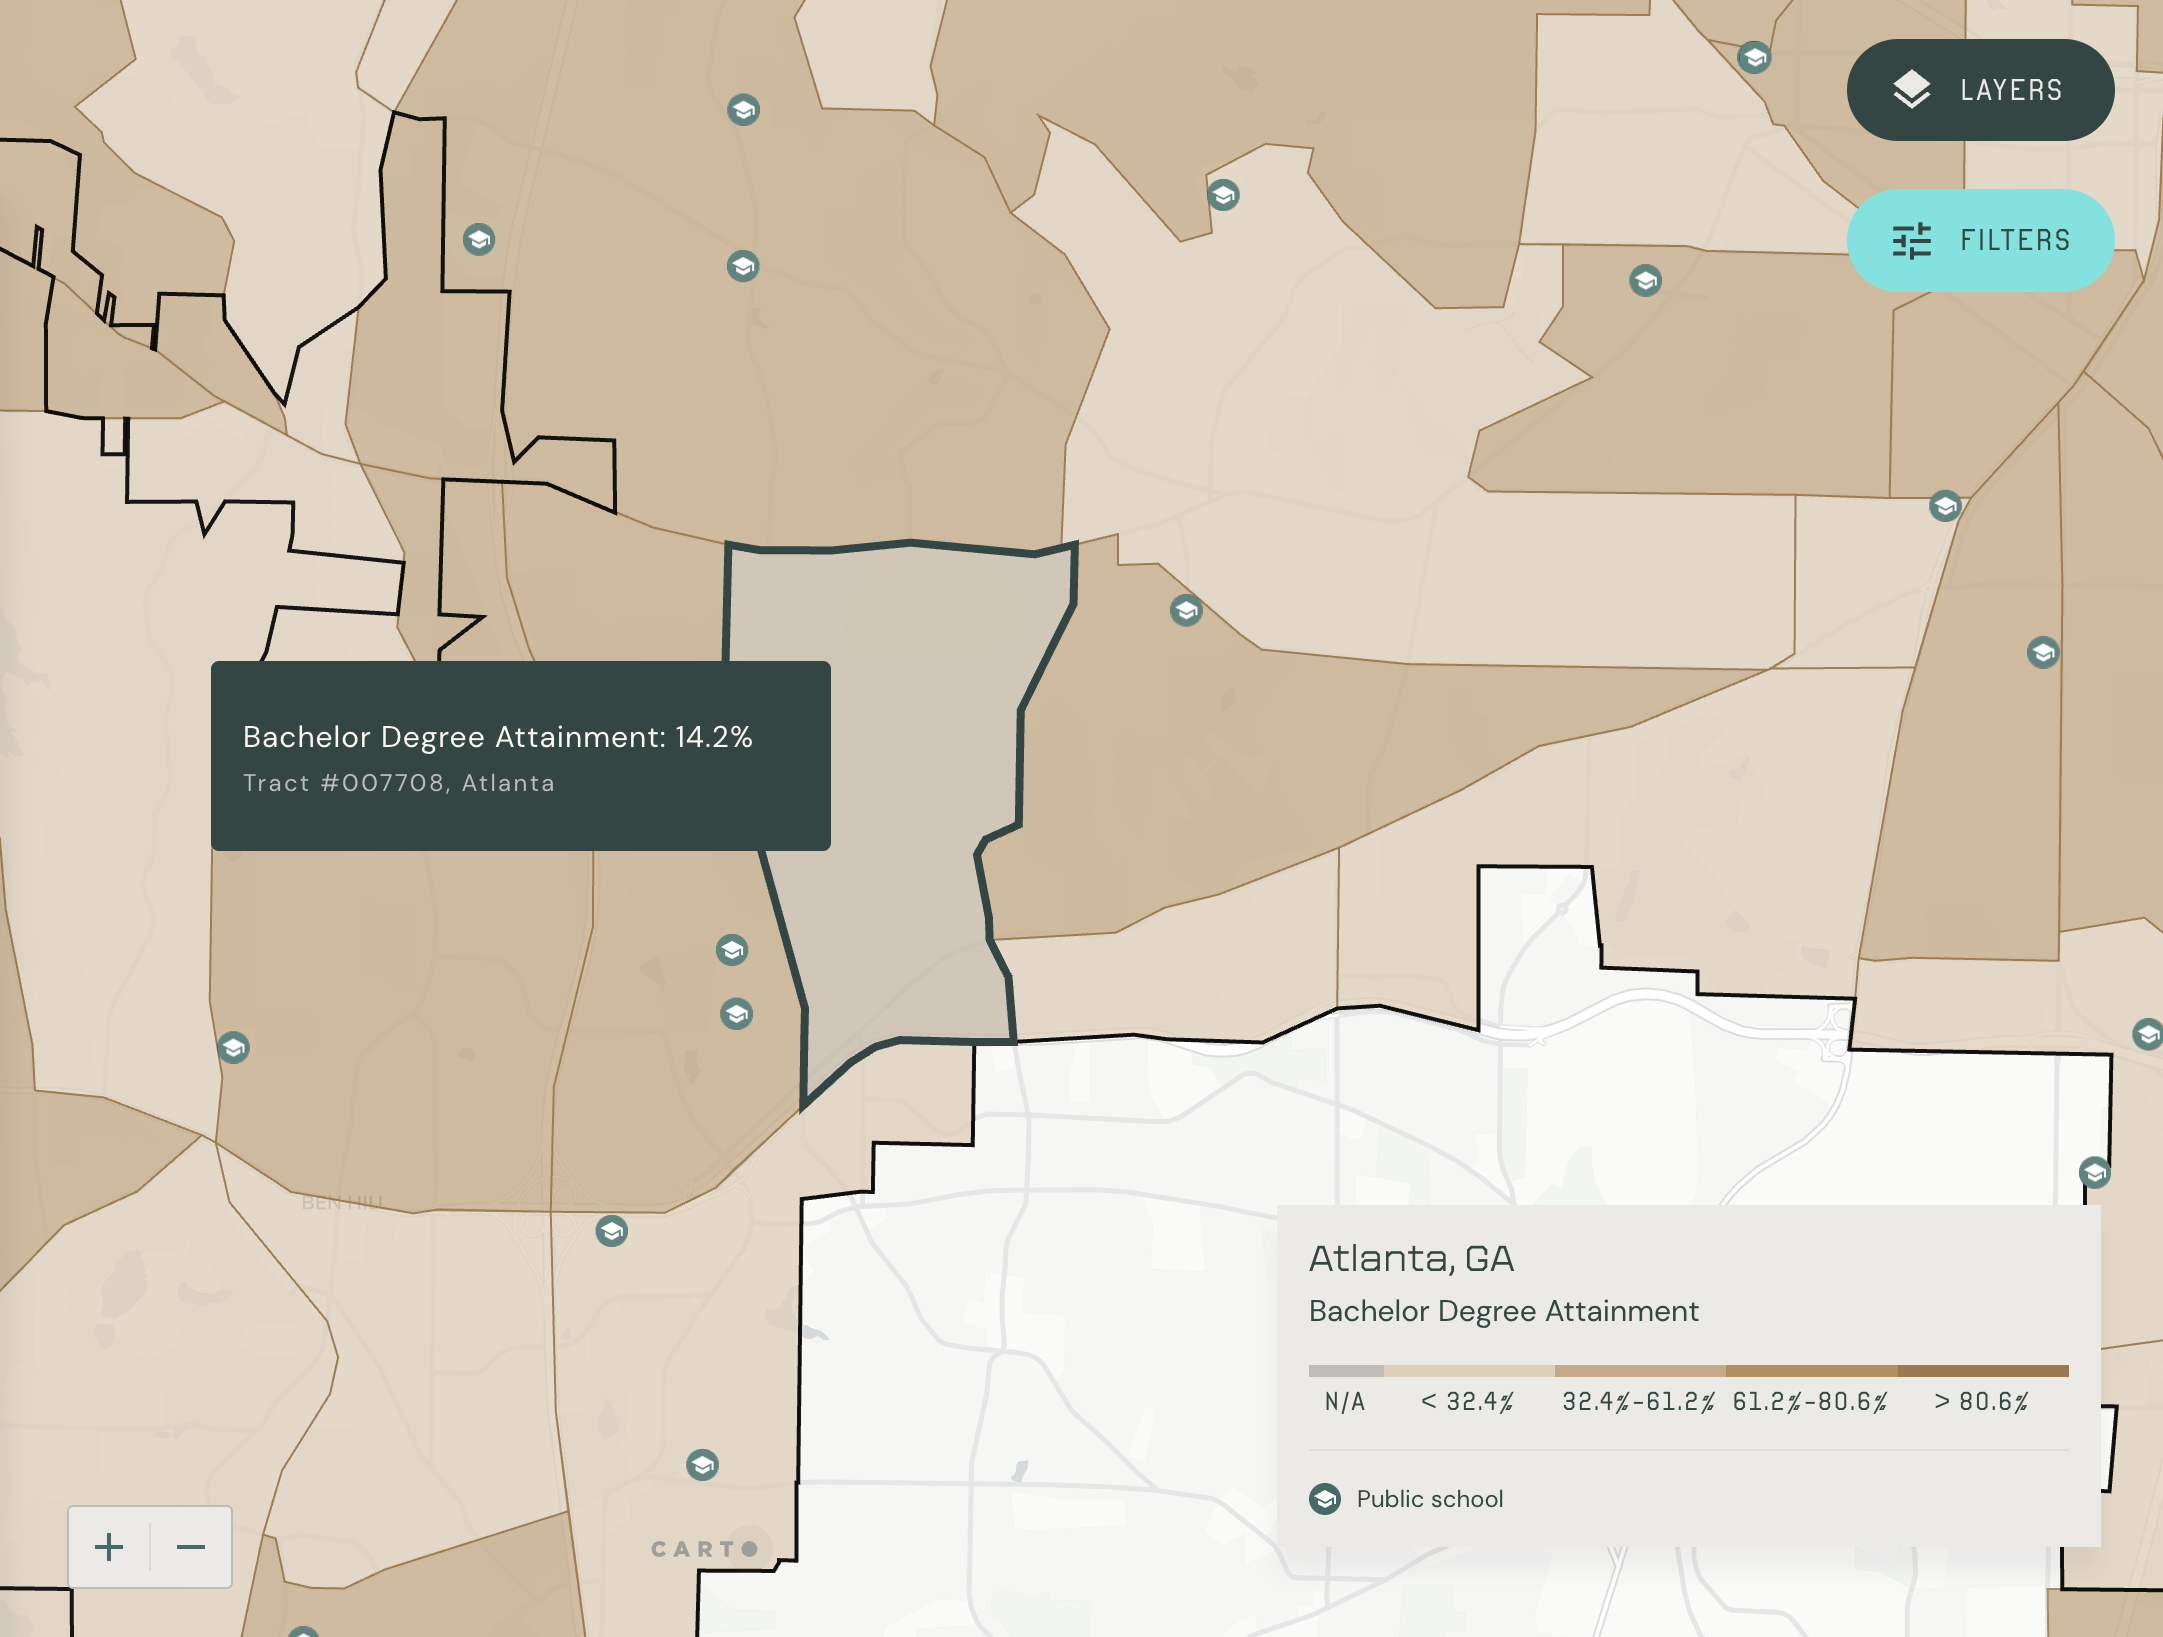 LAYERS
FILTERS
Bachelor Degree Attainment: 14.2%
Tract #007708, Atlanta
BEN HILL
Atlanta, GA
Bachelor Degree Attainment
N/A < 32.4% 32.4%-61.2% 61.2%-80.6% > 80.6%
Public school
+ −
CARTO